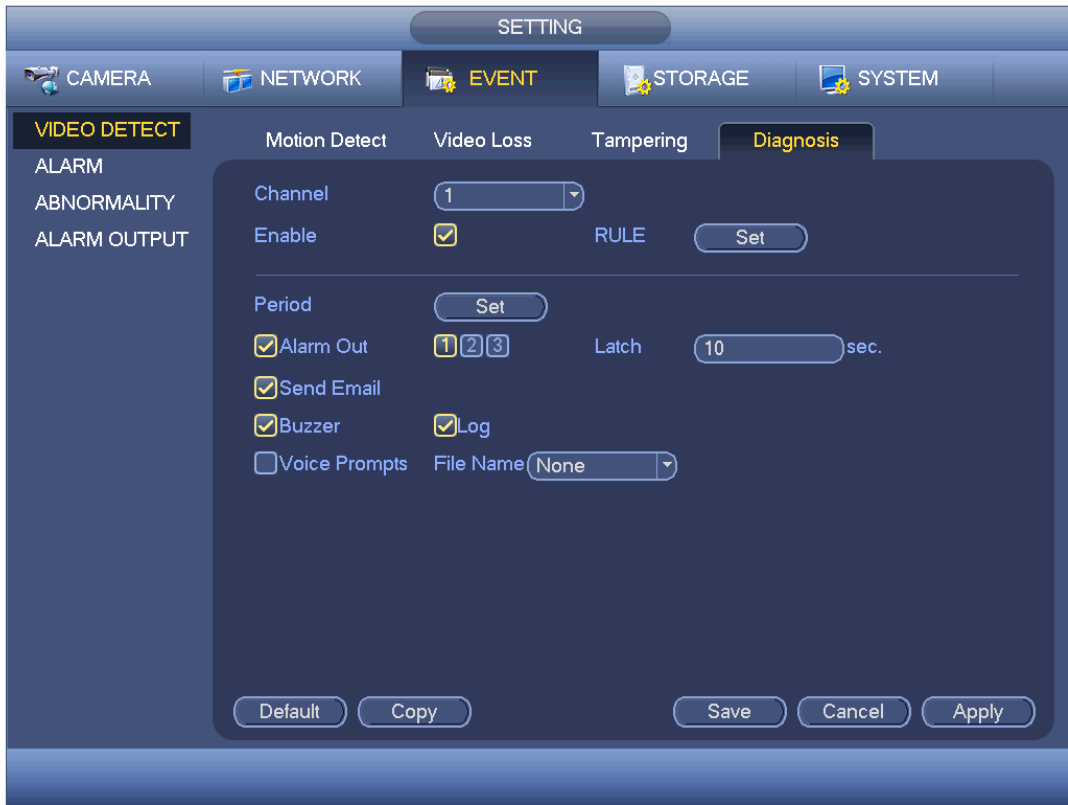 SETTING
CAMERA NETWORK EVENT STORAGE SYSTEM
VIDEO DETECT
ALARM
ABNORMALITY
ALARM OUTPUT
Motion Detect Video Loss Tampering Diagnosis
Channel 1
Enable RULE Set
Period Set
Alarm Out 1 2 3 Latch 10 sec.
Send Email
Buzzer Log
Voice Prompts File Name None
Default Copy Save Cancel Apply